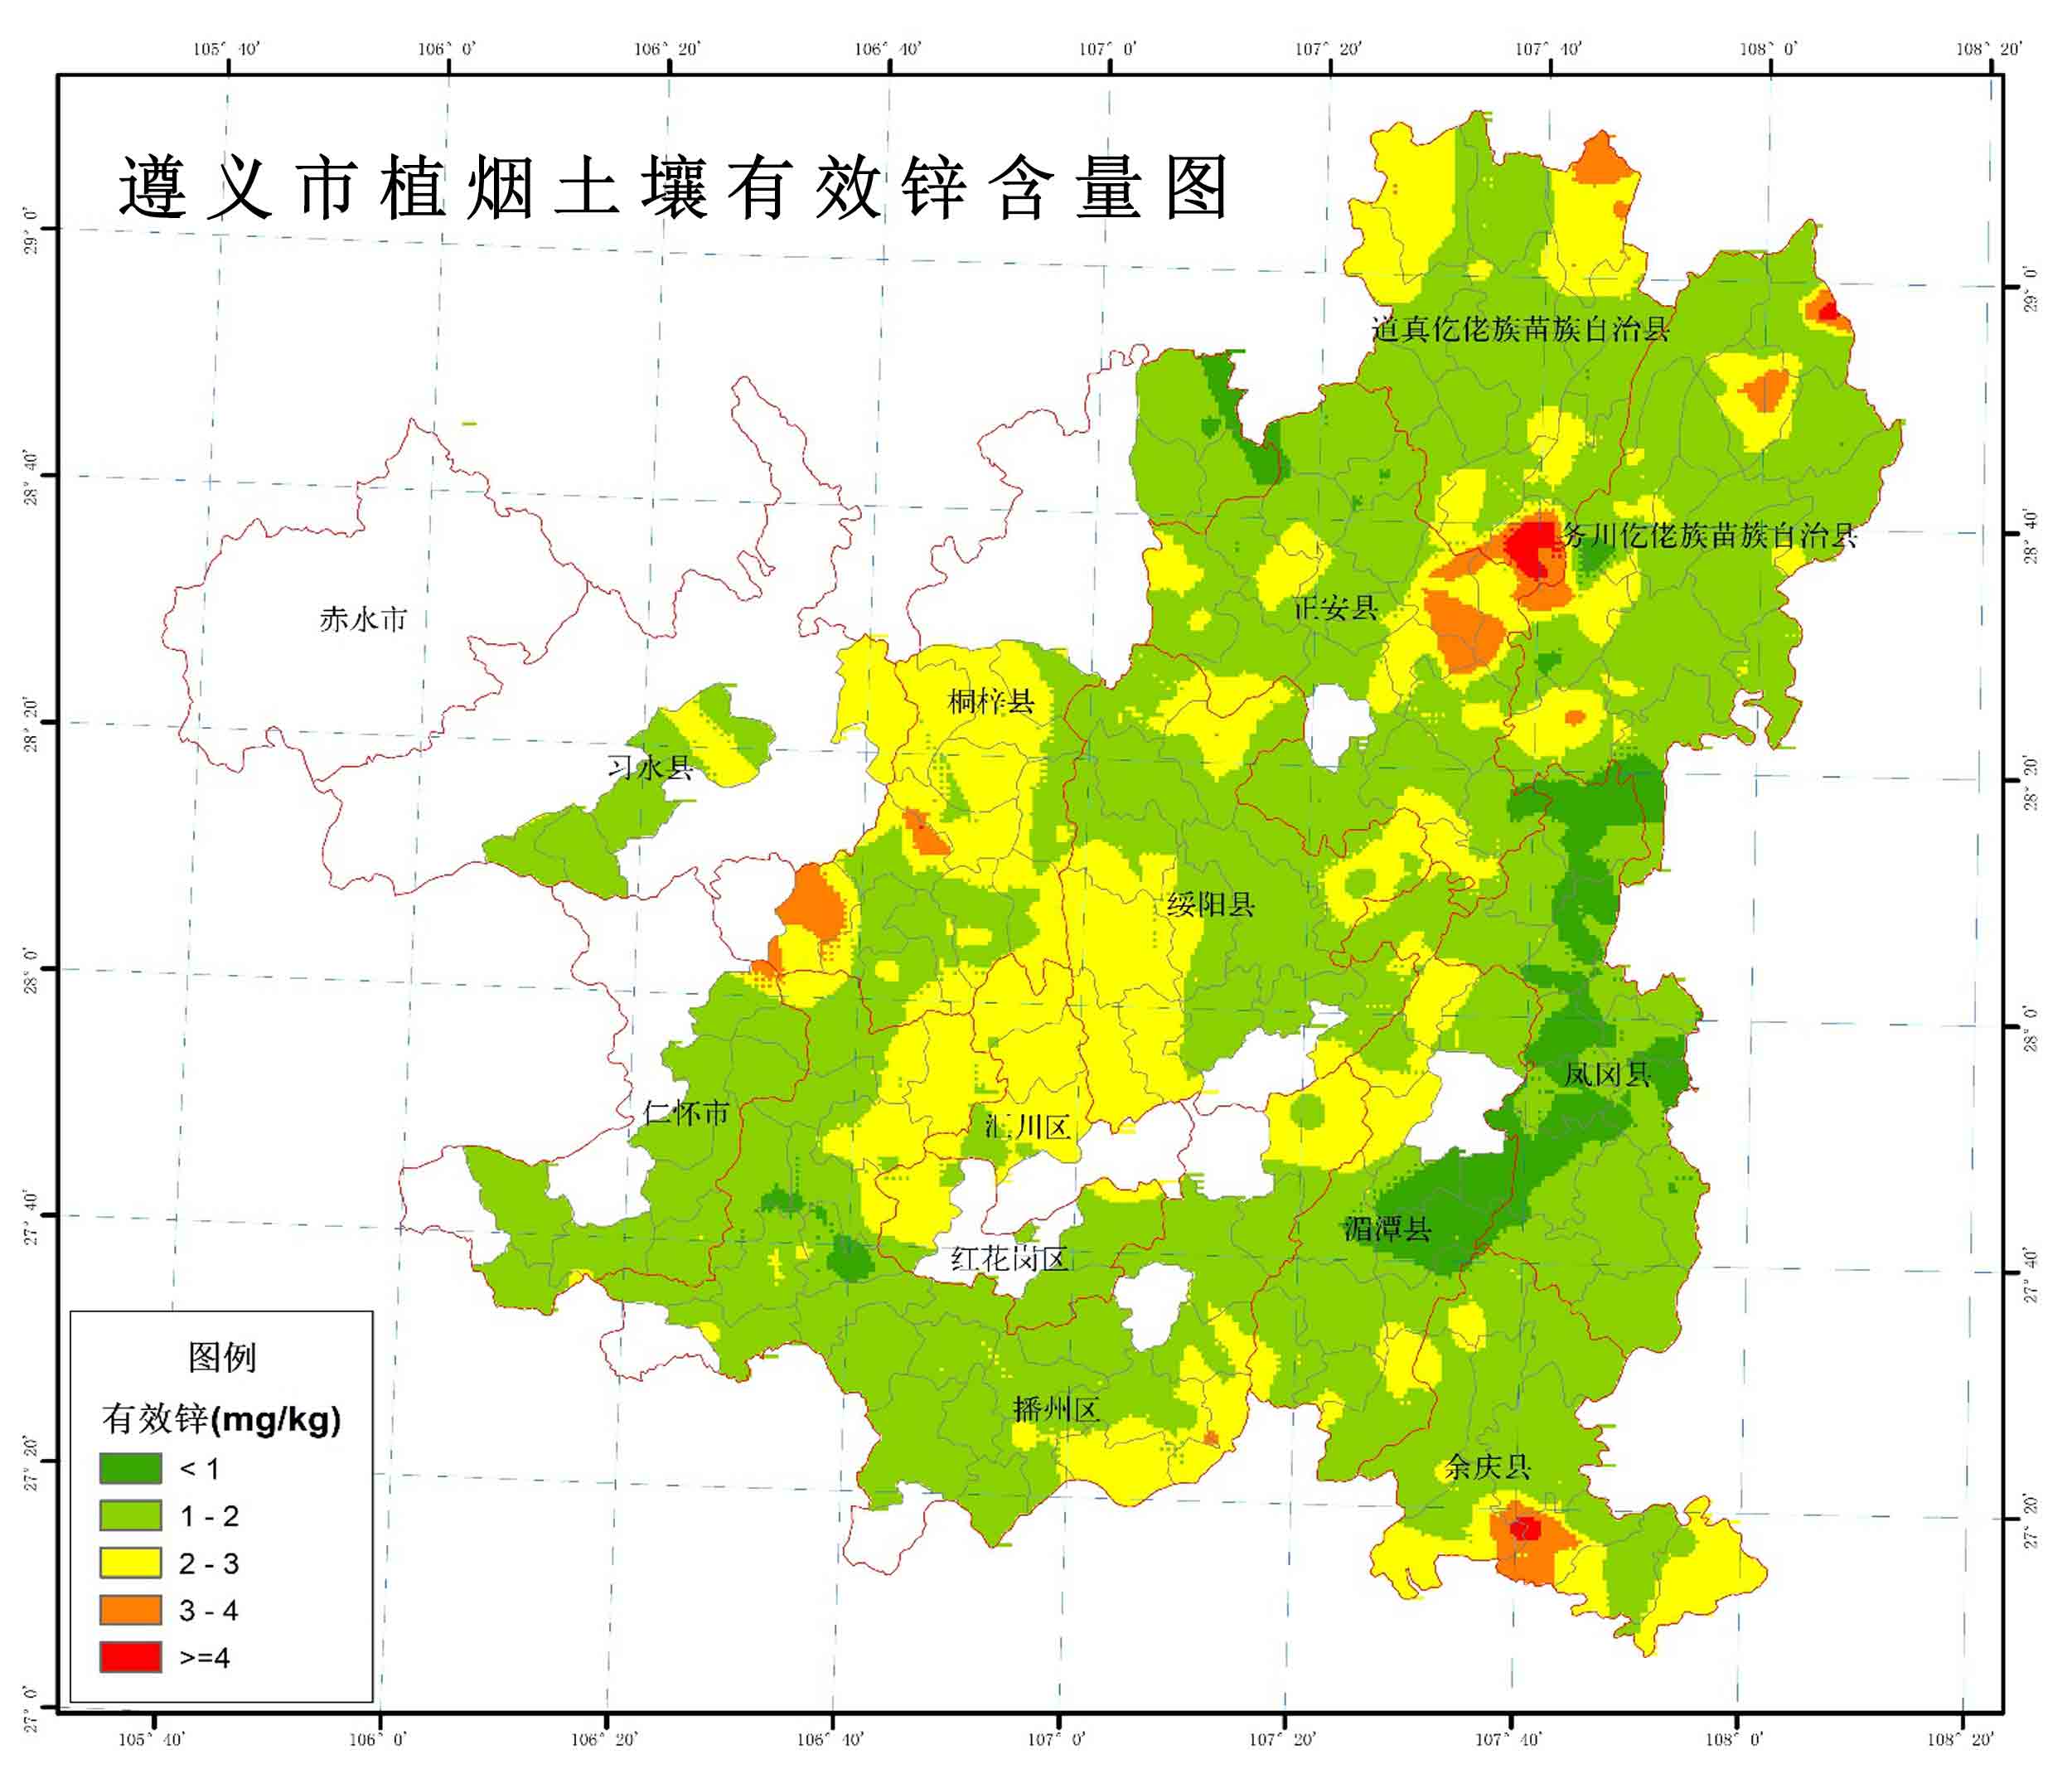 105° 40' 106° 0' 106° 20' 106° 40' 107° 0' 107° 20' 107° 40' 108° 0' 108° 20'
遵义市植烟土壤有效锌含量图
29° 0'
29° 0'
道真仡佬族苗族自治县
28° 40'
28° 40'
务川仡佬族苗族自治县
赤水市
正安县
桐梓县
28° 20'
28° 20'
习水县
绥阳县
28° 0'
28° 0'
凤冈县
仁怀市
汇川区
27° 40'
湄潭县
红花岗区
27° 40'
图例
有效锌(mg/kg)
< 1
1 - 2
2 - 3
3 - 4
>=4
播州区
27° 20'
余庆县
27° 20'
27° 0'
105° 40' 106° 0' 106° 20' 106° 40' 107° 0' 107° 20' 107° 40' 108° 0' 108° 20'